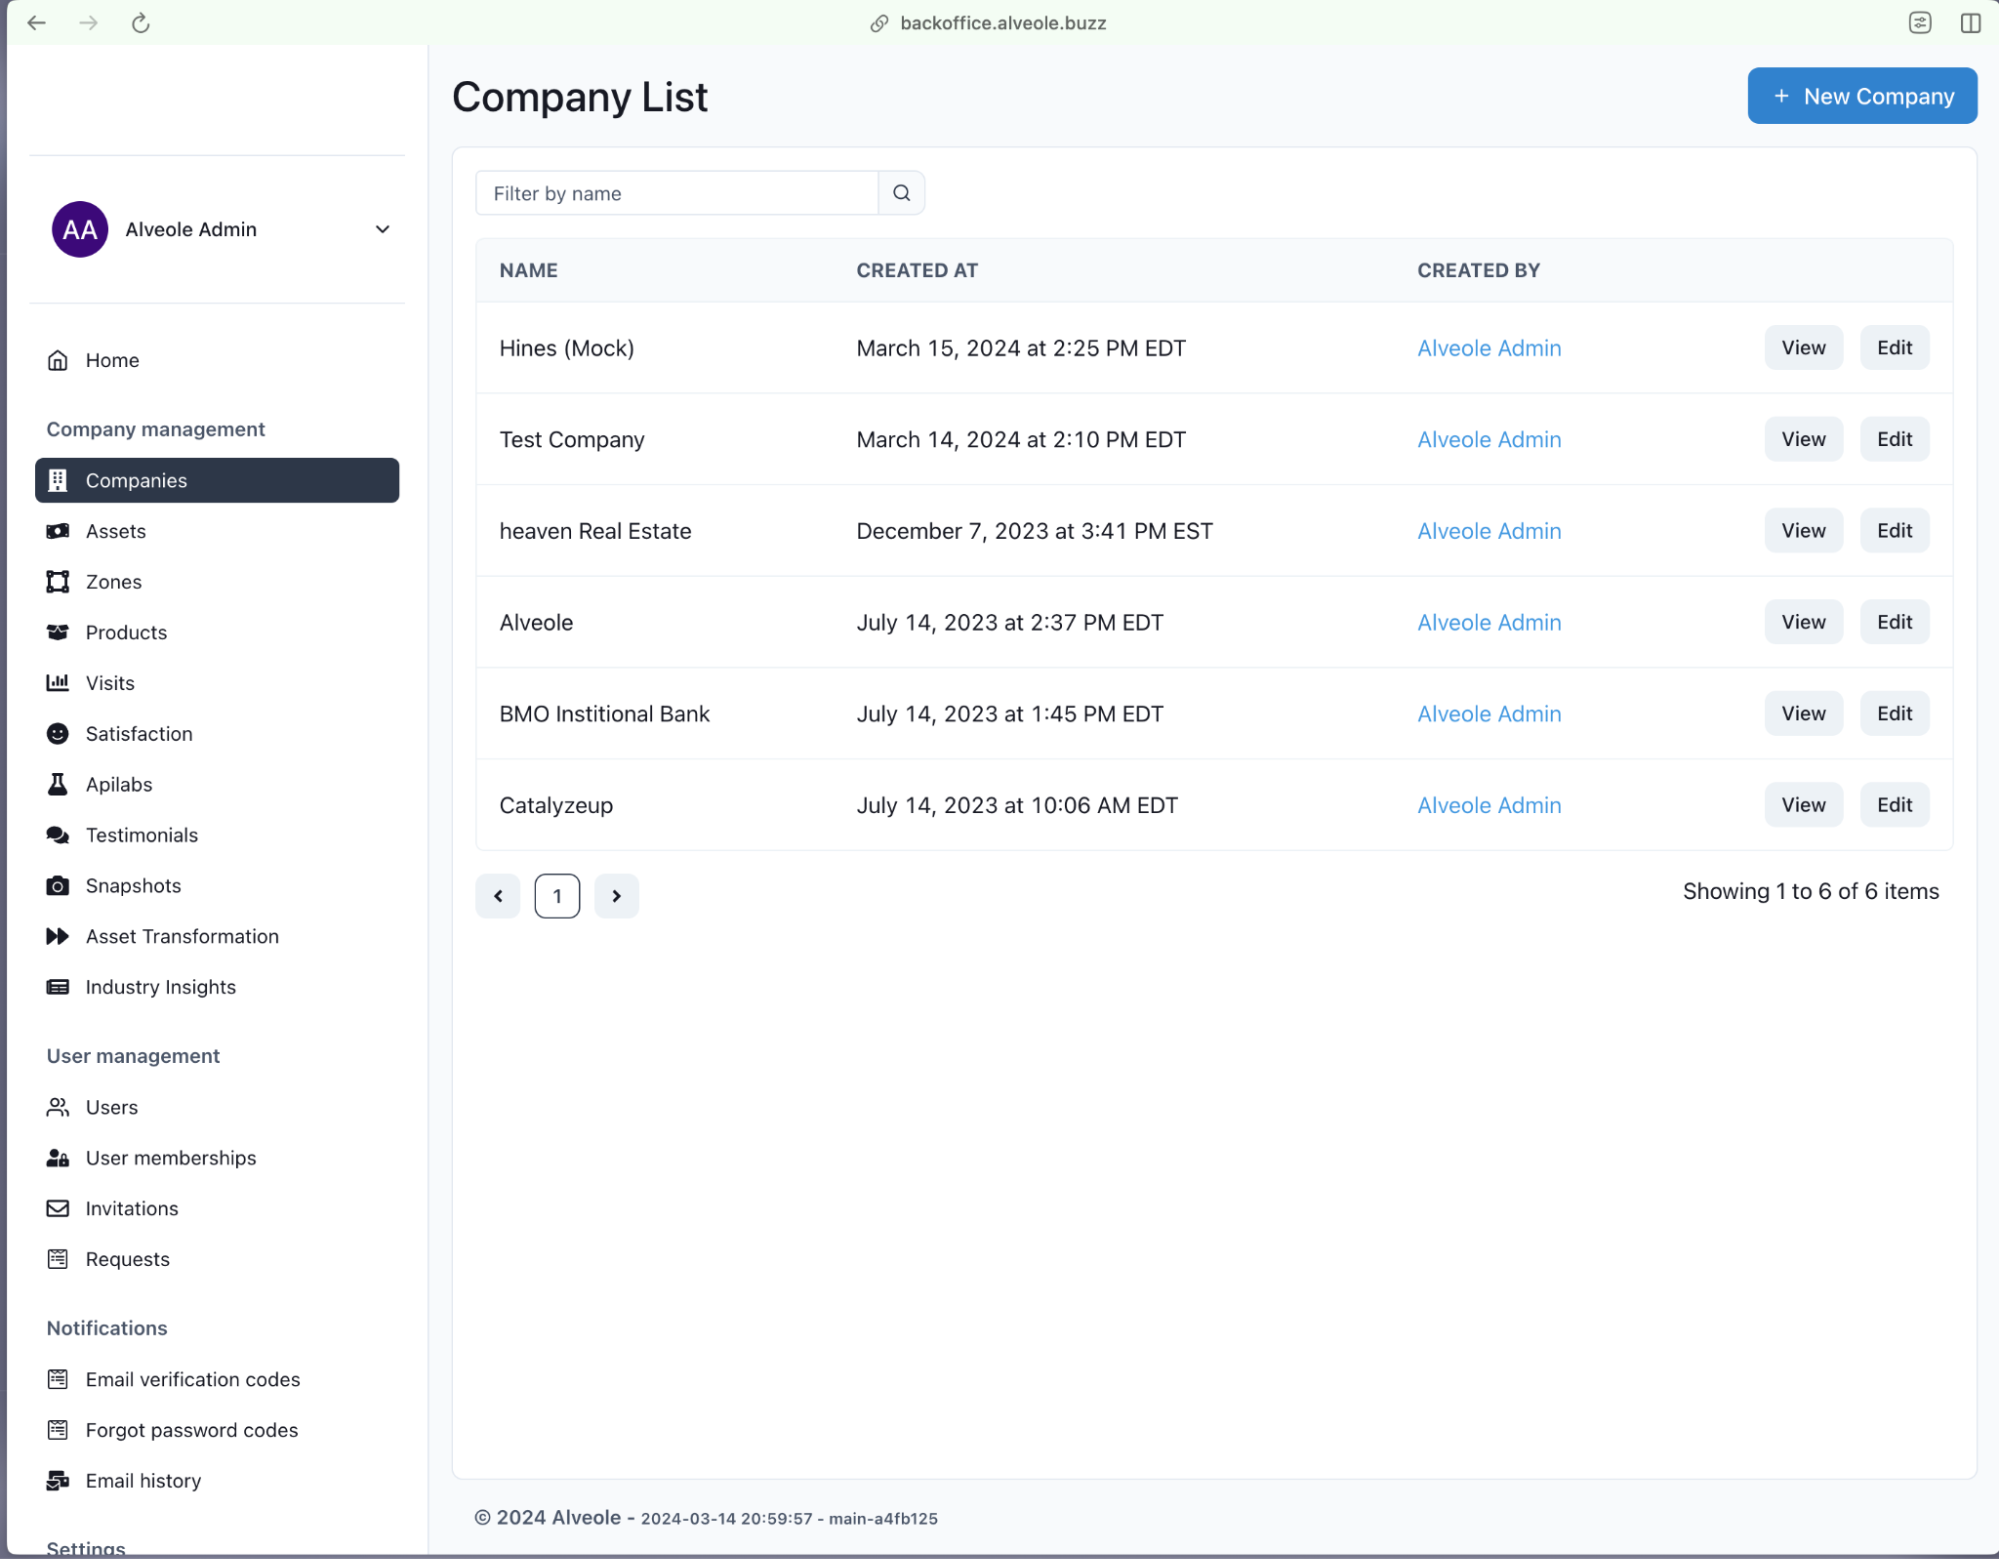 backoffice.alveole.buzz
AA Alveole Admin
Home
Company management
Companies
Assets
Zones
Products
Visits
Satisfaction
Apilabs
Testimonials
Snapshots
Asset Transformation
Industry Insights
User management
Users
User memberships
Invitations
Requests
Notifications
Email verification codes
Forgot password codes
Email history
Settings
Company List
+ New Company
Filter by name
NAME CREATED AT CREATED BY
Hines (Mock) March 15, 2024 at 2:25 PM EDT Alveole Admin View Edit
Test Company March 14, 2024 at 2:10 PM EDT Alveole Admin View Edit
heaven Real Estate December 7, 2023 at 3:41 PM EST Alveole Admin View Edit
Alveole July 14, 2023 at 2:37 PM EDT Alveole Admin View Edit
BMO Institional Bank July 14, 2023 at 1:45 PM EDT Alveole Admin View Edit
Catalyzeup July 14, 2023 at 10:06 AM EDT Alveole Admin View Edit
1
Showing 1 to 6 of 6 items
© 2024 Alveole - 2024-03-14 20:59:57 - main-a4fb125